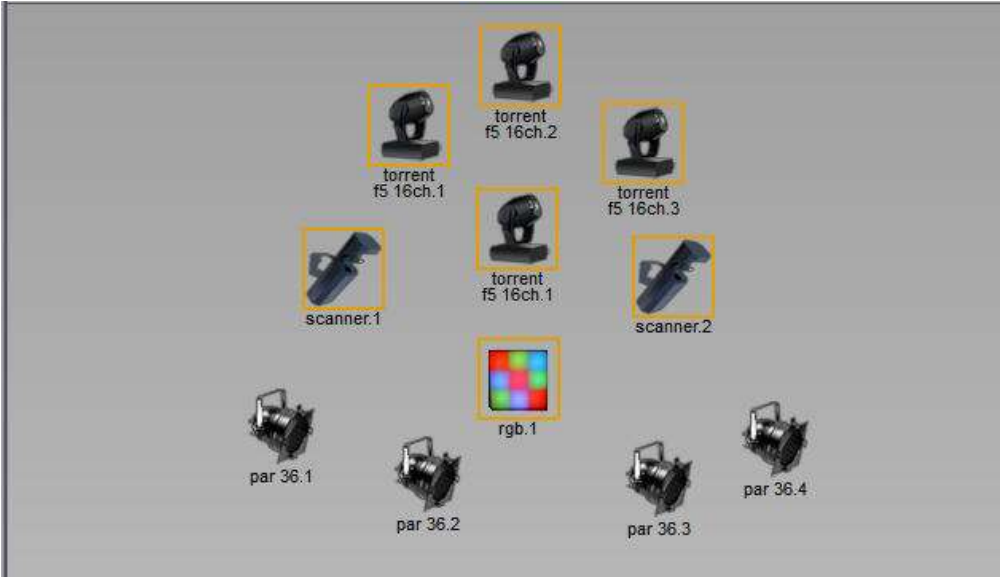 torrent
f5 16ch.2
torrent
f5 16ch.1
torrent
f5 16ch.3
torrent
f5 16ch.1
scanner.1
scanner.2
rgb.1
par 36.1
par 36.4
par 36.2
par 36.3